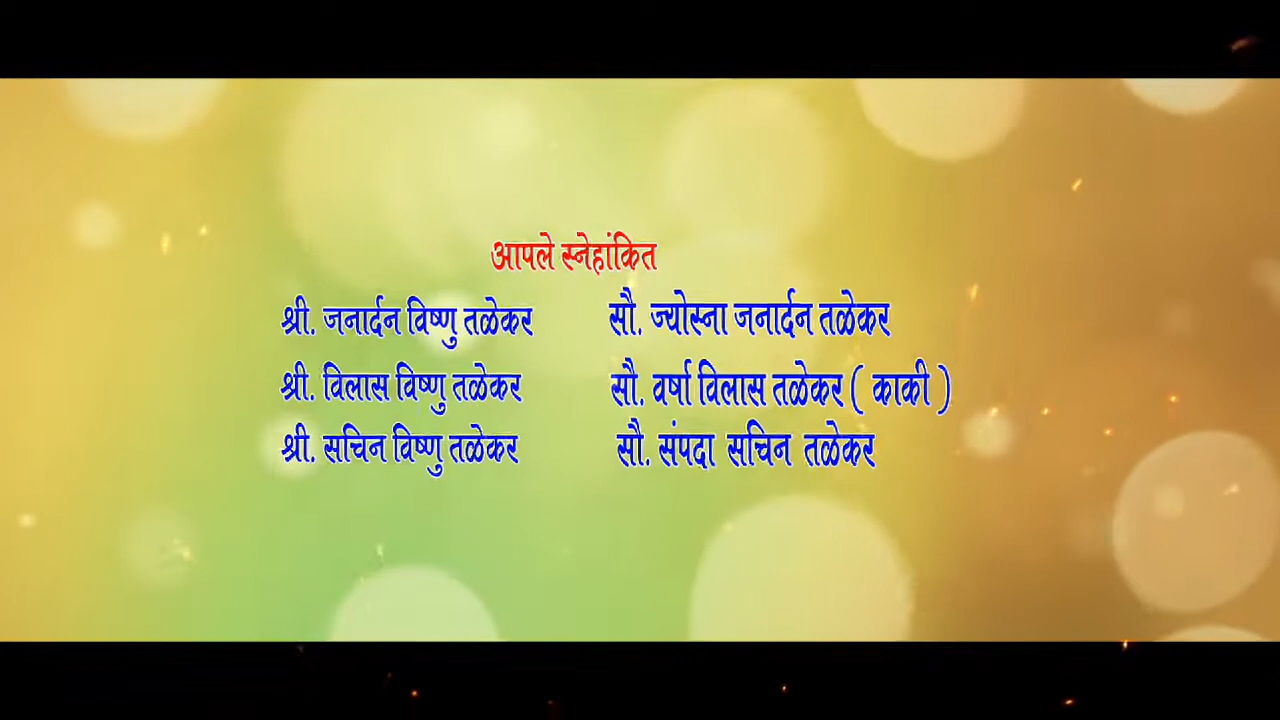 आपले स्नेहांकित
श्री. जनार्दन विष्णु तळेकर सौ. ज्योस्ना जनार्दन तळेकर
श्री. विलास विष्णु तळेकर सौ. वर्षा विलास तळेकर ( काकी )
श्री. सचिन विष्णु तळेकर सौ. संपदा सचिन तळेकर